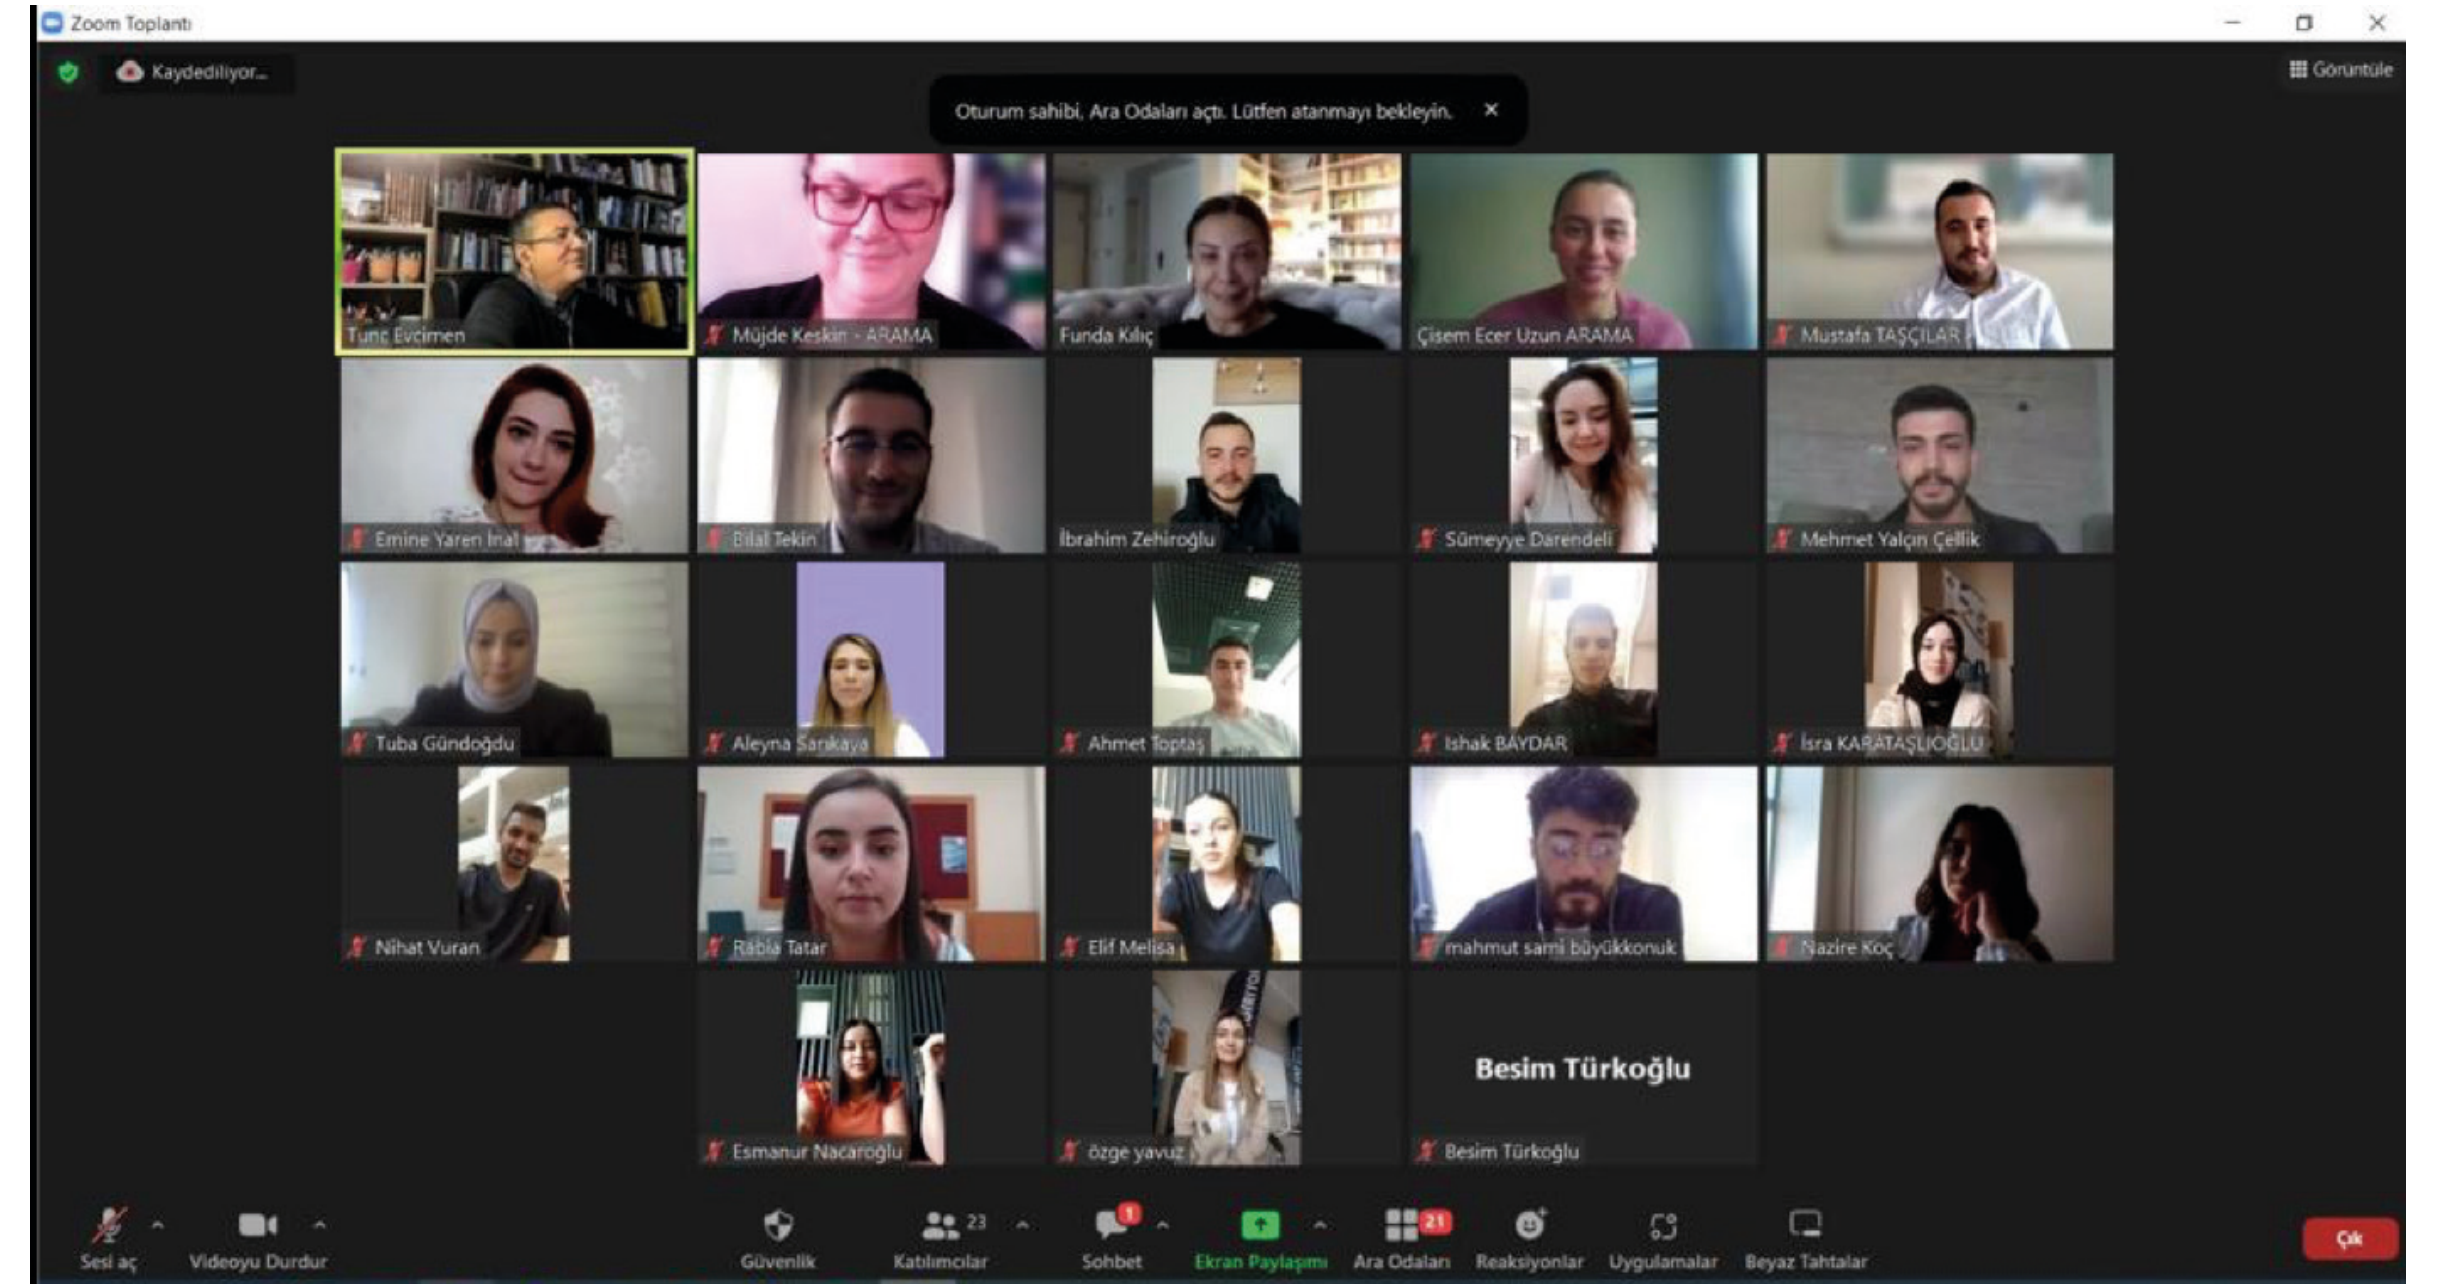 Zoom Toplantı
Kaydediliyor...
Görüntüle
Oturum sahibi, Ara Odaları açtı. Lütfen atanmayı bekleyin.
Tunç Evcimen
Müjde Keskin - ARAMA
Funda Kılıç
Çisem Ecer Uzun ARAMA
Mustafa TAŞÇILAR
Emine Yaren İnal
Bilal Tekin
İbrahim Zehiroğlu
Sümeyye Darendeli
Mehmet Yalçın Çellik
Tuba Gündoğdu
Aleyna Sarıkaya
Ahmet Toptaş
Ishak BAYDAR
İsra KARATAŞLIOĞLU
Nihat Vuran
Rabia Tatar
Elif Melisa
mahmut sami büyükkonuk
Nazire Koç
Esmanur Nacaroğlu
özge yavuz
Besim Türkoğlu
Besim Türkoğlu
Sesi aç
Videoyu Durdur
Güvenlik
23
Katılımcılar
1
Sohbet
Ekran Paylaşımı
21
Ara Odaları
Reaksiyonlar
Uygulamalar
Beyaz Tahtalar
Çık